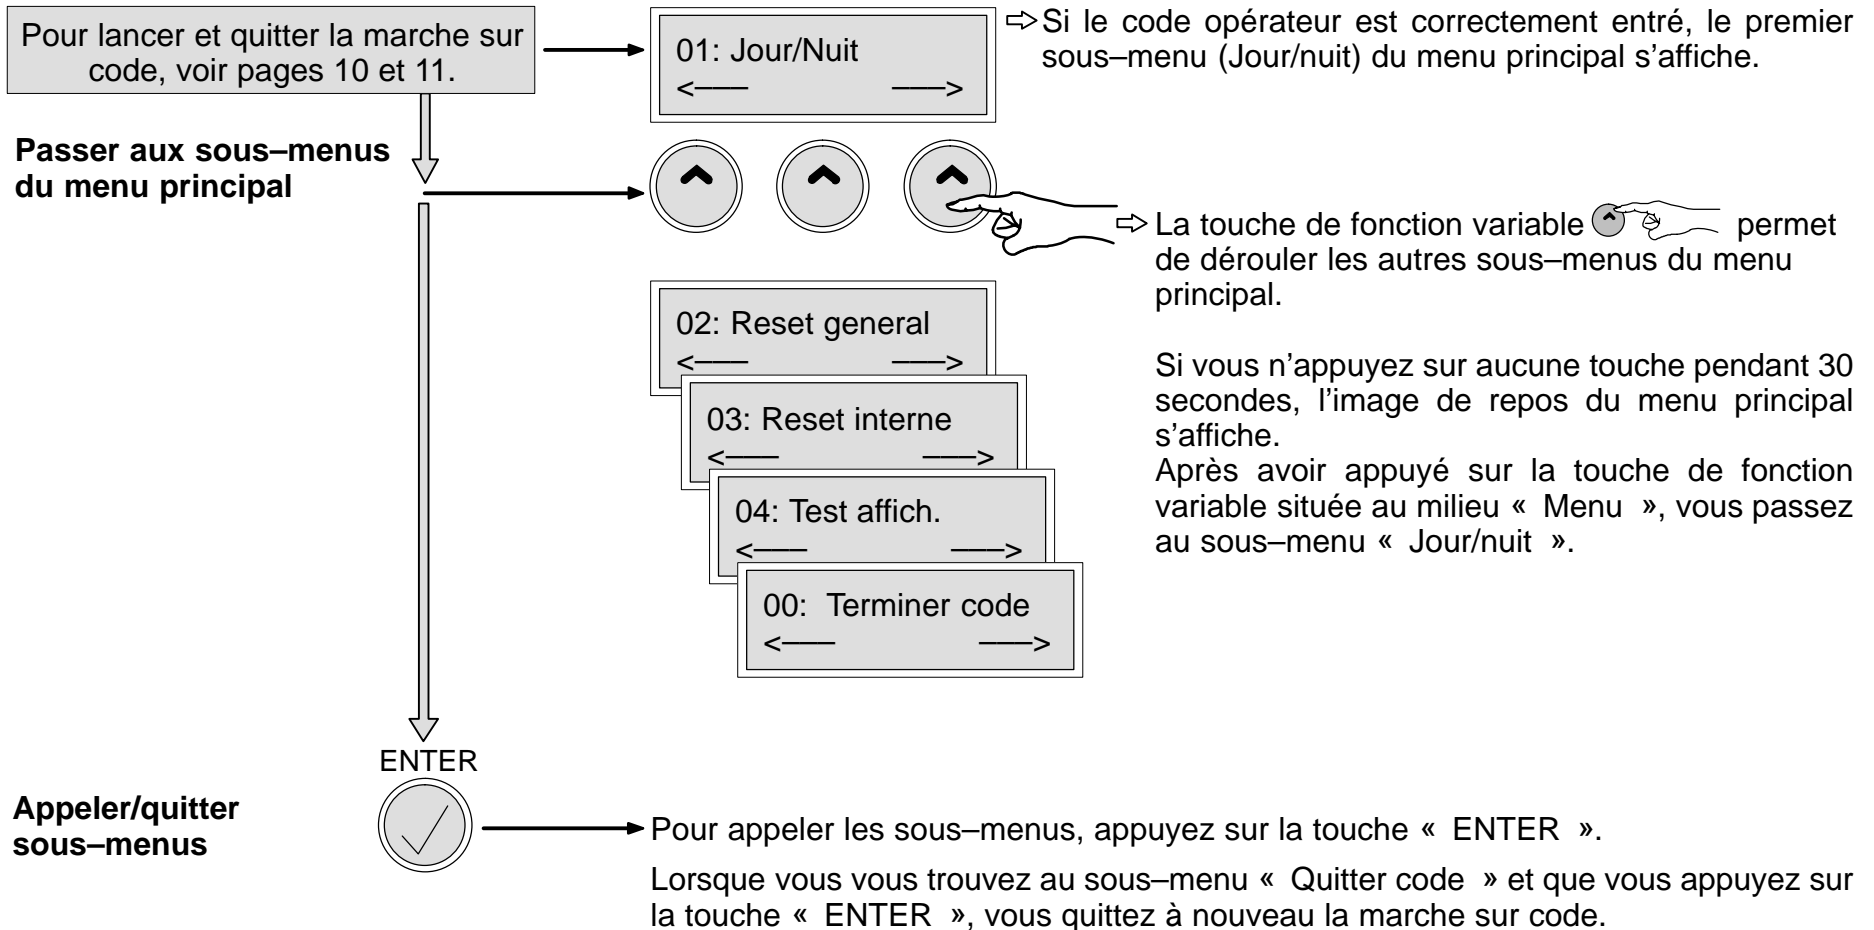 Pour lancer et quitter la marche sur
code, voir pages 10 et 11.
01: Jour/Nuit
<––– –––>
⇨Si le code opérateur est correctement entré, le premier
sous–menu (Jour/nuit) du menu principal s’affiche.
Passer aux sous–menus
du menu principal
⇨La touche de fonction variable permet
de dérouler les autres sous–menus du menu
principal.
02: Reset general
<––– –––>
03: Reset interne
<––– –––>
04: Test affich.
<––– –––>
00: Terminer code
<––– –––>
Si vous n’appuyez sur aucune touche pendant 30
secondes, l’image de repos du menu principal
s’affiche.
Après avoir appuyé sur la touche de fonction
variable située au milieu « Menu », vous passez
au sous–menu « Jour/nuit ».
ENTER
Appeler/quitter
sous–menus
Pour appeler les sous–menus, appuyez sur la touche « ENTER ».
Lorsque vous vous trouvez au sous–menu « Quitter code » et que vous appuyez sur
la touche « ENTER », vous quittez à nouveau la marche sur code.